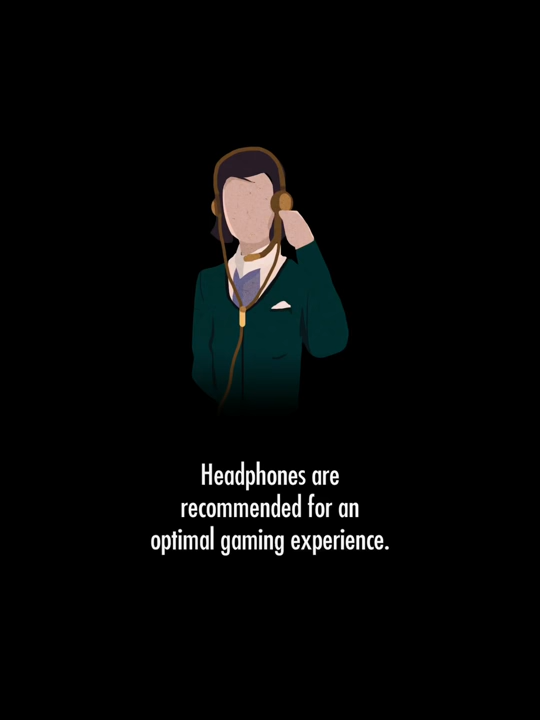 Headphones are
recommended for an
optimal gaming experience.